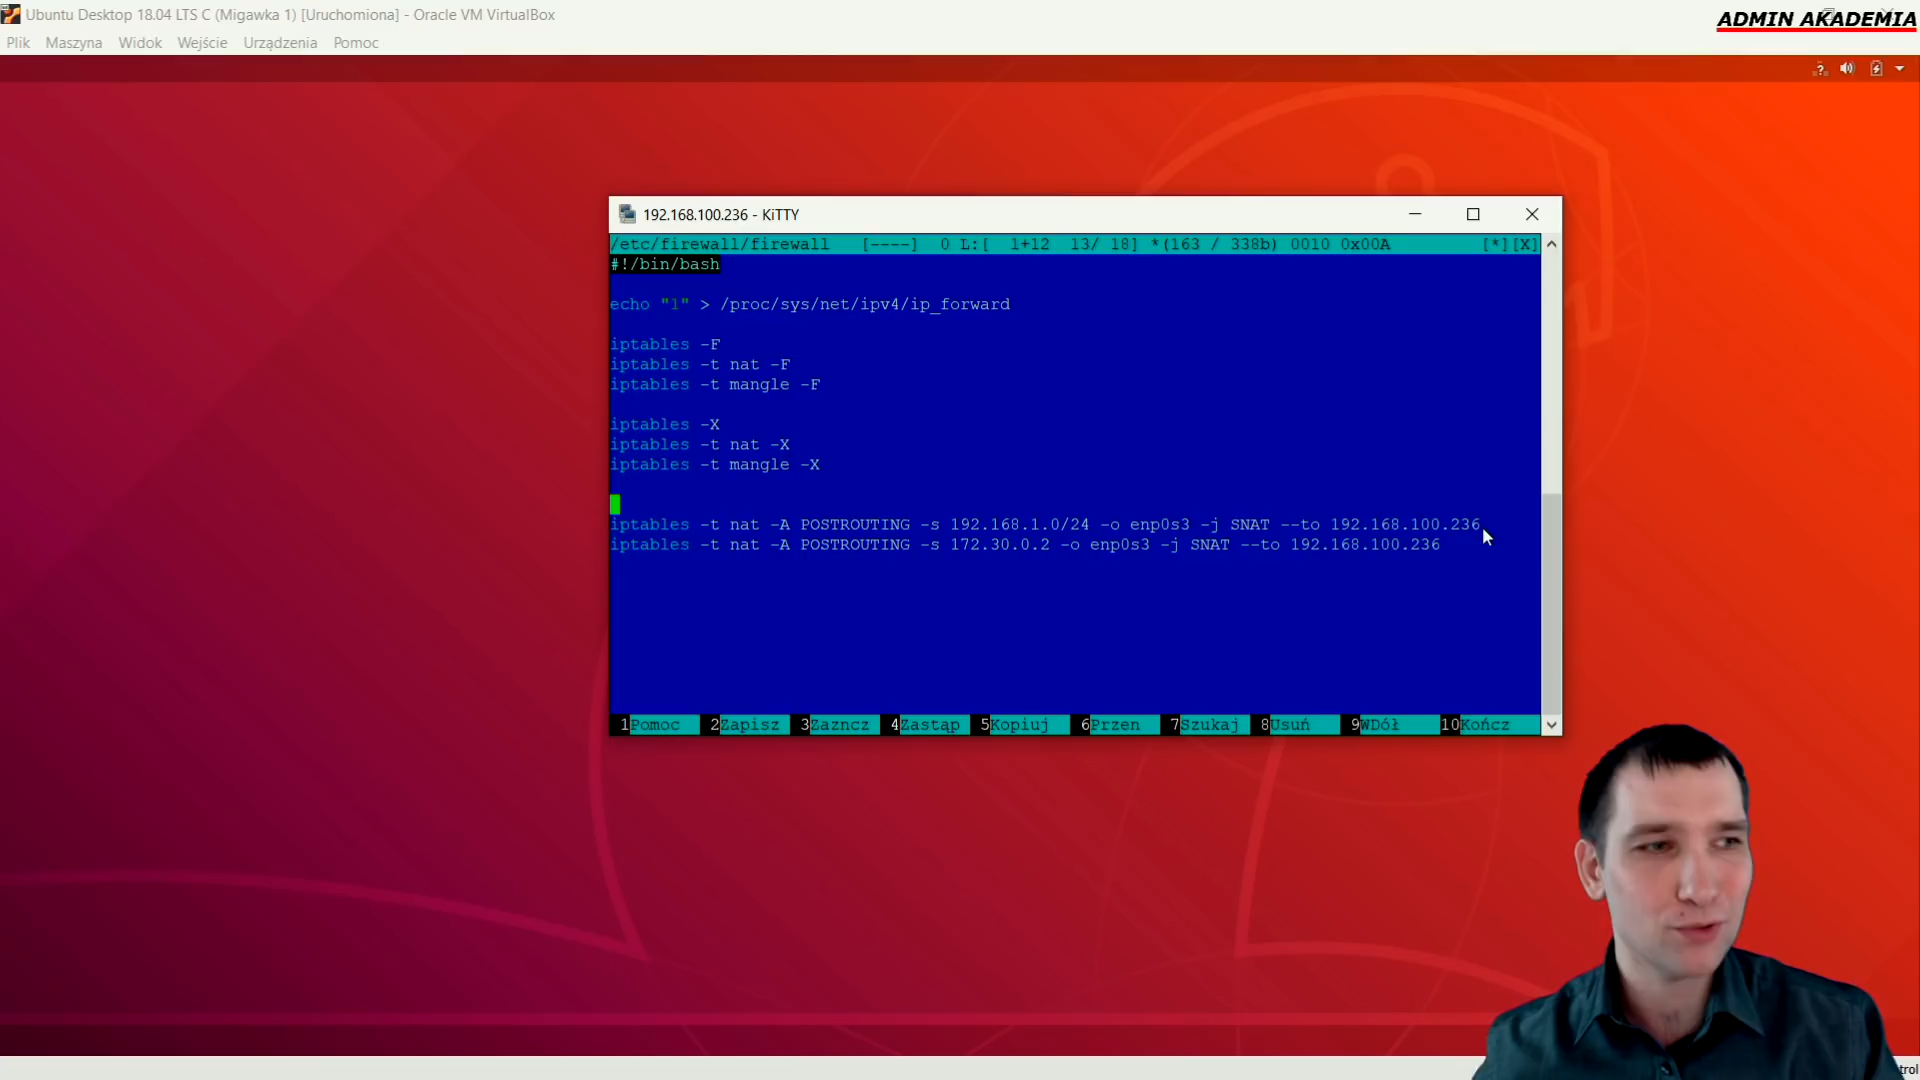 Ubuntu Desktop 18.04 LTS C (Migawka 1) [Uruchomiona] - Oracle VM VirtualBox
ADMIN AKADEMIA
Plik Maszyna Widok Wejście Urządzenia Pomoc
192.168.100.236 - KiTTY
/etc/firewall/firewall [----] 0 L:[ 1+12 13/ 18] *(163 / 338b) 0010 0x00A [*][X]
#!/bin/bash
echo "1" > /proc/sys/net/ipv4/ip_forward
iptables -F
iptables -t nat -F
iptables -t mangle -F
iptables -X
iptables -t nat -X
iptables -t mangle -X
iptables -t nat -A POSTROUTING -s 192.168.1.0/24 -o enp0s3 -j SNAT --to 192.168.100.236
iptables -t nat -A POSTROUTING -s 172.30.0.2 -o enp0s3 -j SNAT --to 192.168.100.236
1Pomoc 2Zapisz 3Zazncz 4Zastąp 5Kopiuj 6Przen 7Szukaj 8Usuń 9WDół 10Kończ
trol